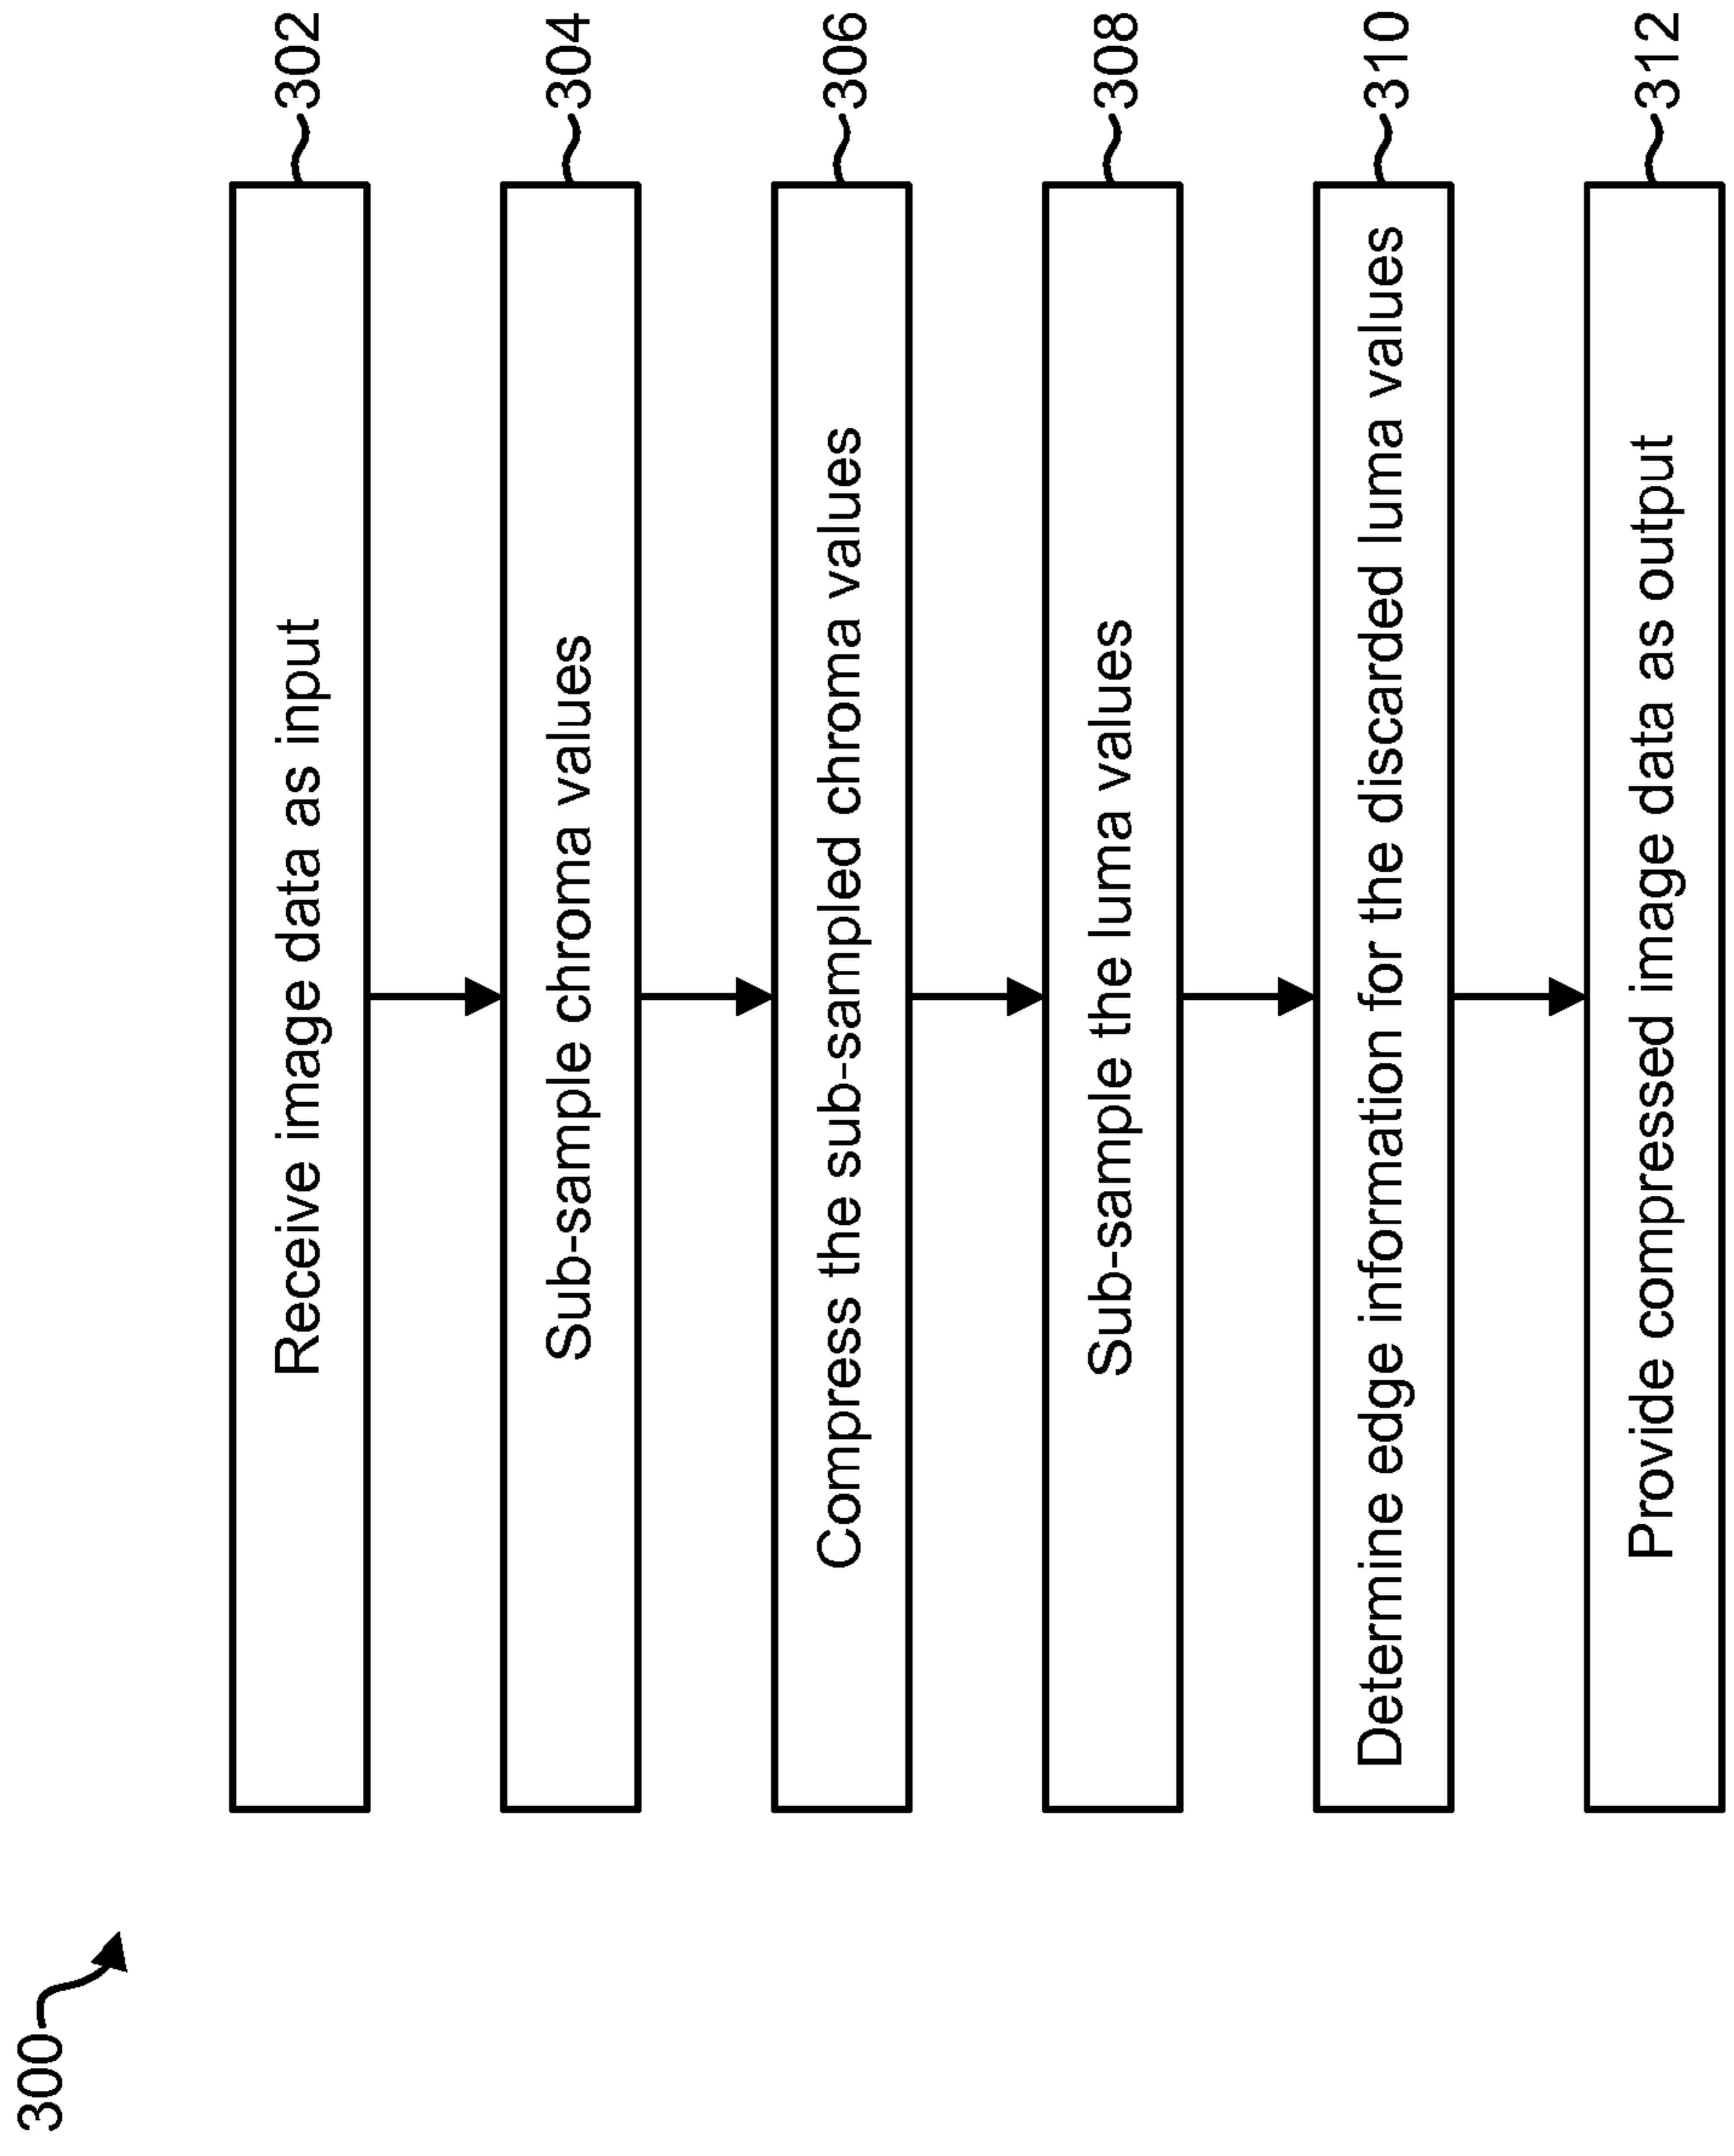 300
Receive image data as input
302
Sub-sample chroma values
304
Compress the sub-sampled chroma values
306
Sub-sample the luma values
308
Determine edge information for the discarded luma values
310
Provide compressed image data as output
312